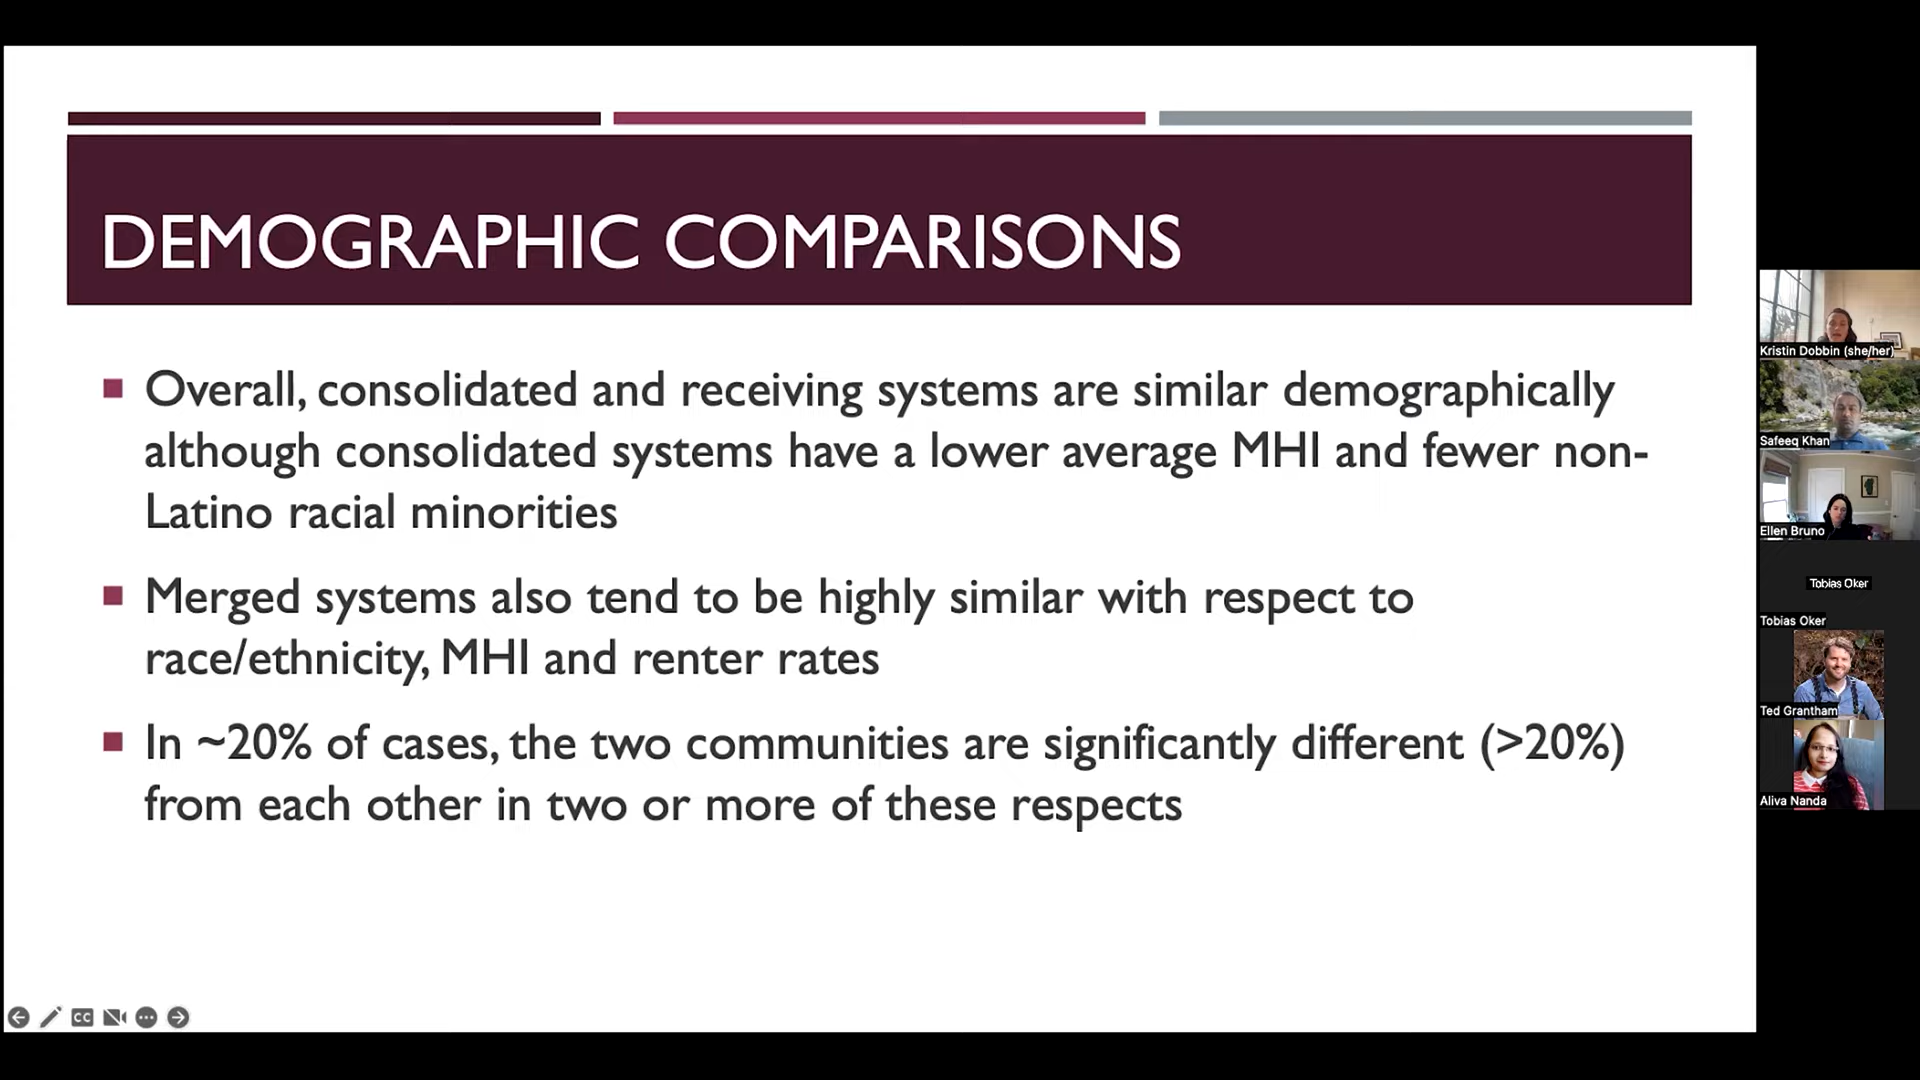 DEMOGRAPHIC COMPARISONS
Overall, consolidated and receiving systems are similar demographically
although consolidated systems have a lower average MHI and fewer non-
Latino racial minorities
Merged systems also tend to be highly similar with respect to
race/ethnicity, MHI and renter rates
In ~20% of cases, the two communities are significantly different (>20%)
from each other in two or more of these respects
CC
Kristin Dobbin (she/her)
Safeeq Khan
Ellen Bruno
Tobias Oker
Tobias Oker
Ted Grantham
Aliva Nanda